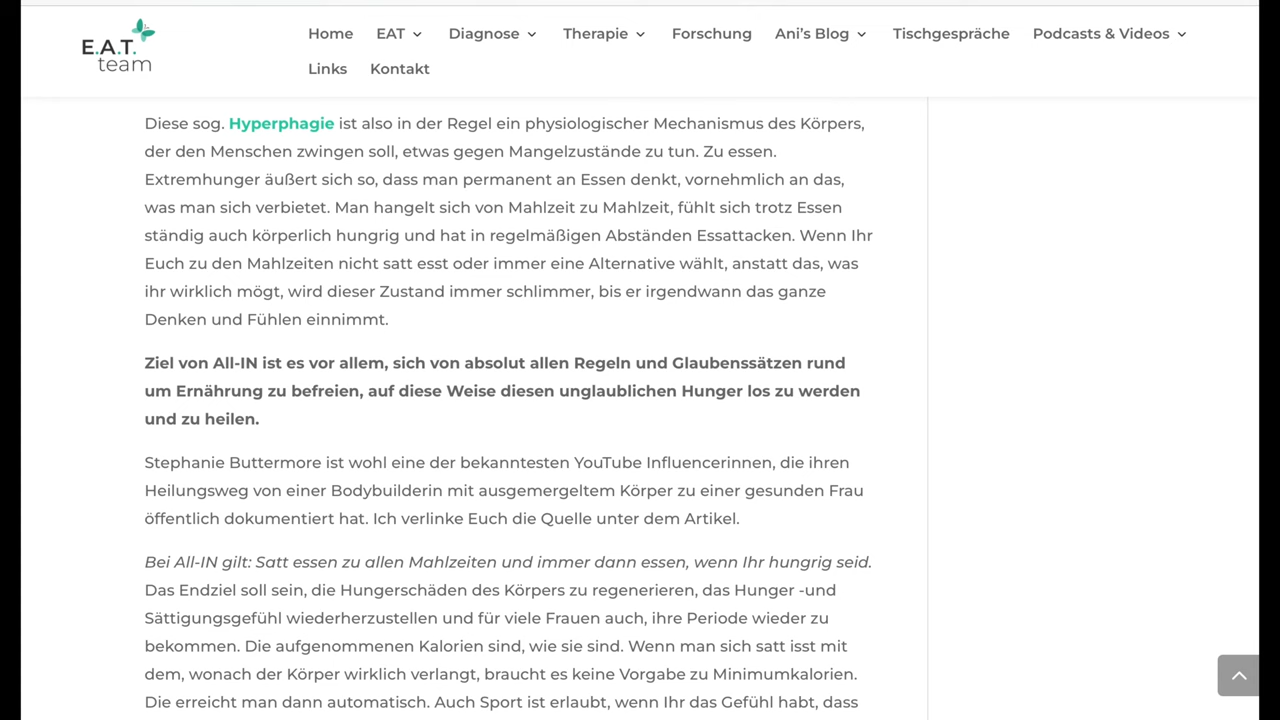 E.A.T.
team
Home EAT Diagnose Therapie Forschung Ani's Blog Tischgespräche Podcasts & Videos
Links Kontakt
Diese sog. Hyperphagie ist also in der Regel ein physiologischer Mechanismus des Körpers,
der den Menschen zwingen soll, etwas gegen Mangelzustände zu tun. Zu essen.
Extremhunger äußert sich so, dass man permanent an Essen denkt, vornehmlich an das,
was man sich verbietet. Man hangelt sich von Mahlzeit zu Mahlzeit, fühlt sich trotz Essen
ständig auch körperlich hungrig und hat in regelmäßigen Abständen Essattacken. Wenn Ihr
Euch zu den Mahlzeiten nicht satt esst oder immer eine Alternative wählt, anstatt das, was
ihr wirklich mögt, wird dieser Zustand immer schlimmer, bis er irgendwann das ganze
Denken und Fühlen einnimmt.
Ziel von All-IN ist es vor allem, sich von absolut allen Regeln und Glaubenssätzen rund
um Ernährung zu befreien, auf diese Weise diesen unglaublichen Hunger los zu werden
und zu heilen.
Stephanie Buttermore ist wohl eine der bekanntesten YouTube Influencerinnen, die ihren
Heilungsweg von einer Bodybuilderin mit ausgemergeltem Körper zu einer gesunden Frau
öffentlich dokumentiert hat. Ich verlinke Euch die Quelle unter dem Artikel.
Bei All-IN gilt: Satt essen zu allen Mahlzeiten und immer dann essen, wenn Ihr hungrig seid.
Das Endziel soll sein, die Hungerschäden des Körpers zu regenerieren, das Hunger -und
Sättigungsgefühl wiederherzustellen und für viele Frauen auch, ihre Periode wieder zu
bekommen. Die aufgenommenen Kalorien sind, wie sie sind. Wenn man sich satt isst mit
dem, wonach der Körper wirklich verlangt, braucht es keine Vorgabe zu Minimumkalorien.
Die erreicht man dann automatisch. Auch Sport ist erlaubt, wenn Ihr das Gefühl habt, dass